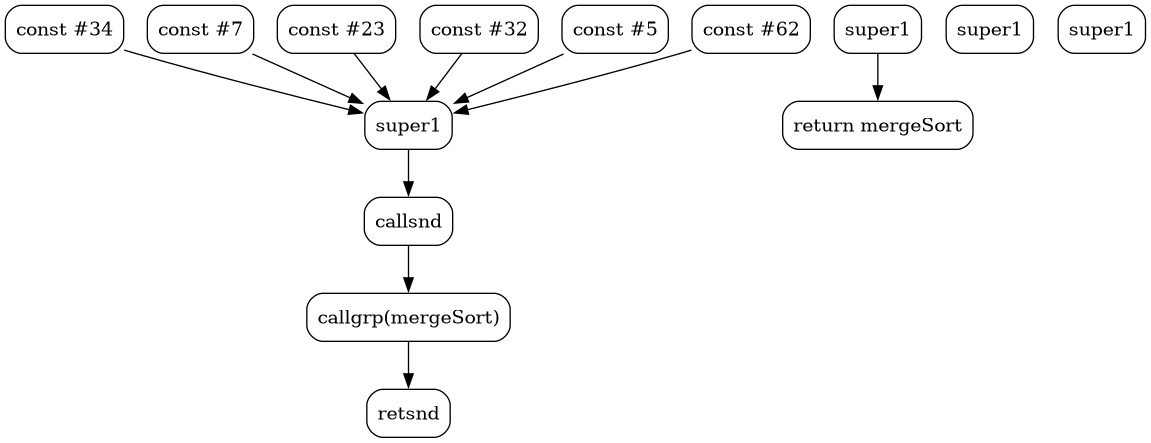 const #34
const #7
const #23
const #32
const #5
const #62
super1
super1
super1
super1
return mergeSort
callsnd
callgrp(mergeSort)
retsnd